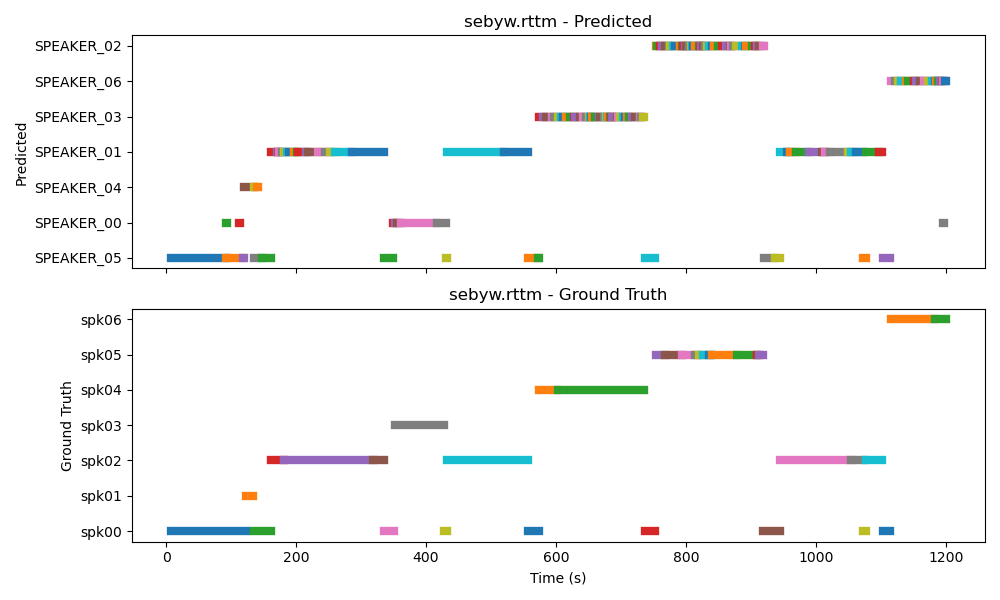 sebyw.rttm - Predicted
Predicted
SPEAKER_02
SPEAKER_06
SPEAKER_03
SPEAKER_01
SPEAKER_04
SPEAKER_00
SPEAKER_05
sebyw.rttm - Ground Truth
Ground Truth
spk06
spk05
spk04
spk03
spk02
spk01
spk00
0 200 400 600 800 1000 1200
Time (s)